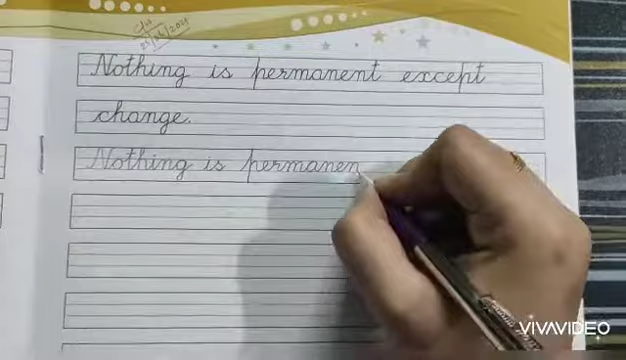 Nothing is permanent except
change.
Nothing is permanen
VIVAVIDEO